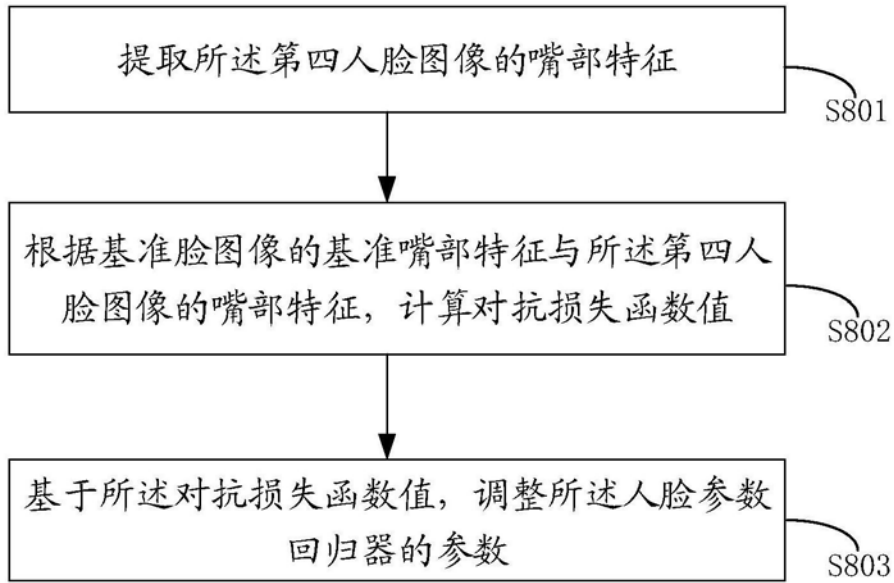 提取所述第四人脸图像的嘴部特征
S801
根据基准脸图像的基准嘴部特征与所述第四人
脸图像的嘴部特征，计算对抗损失函数值
S802
基于所述对抗损失函数值，调整所述人脸参数
回归器的参数
S803